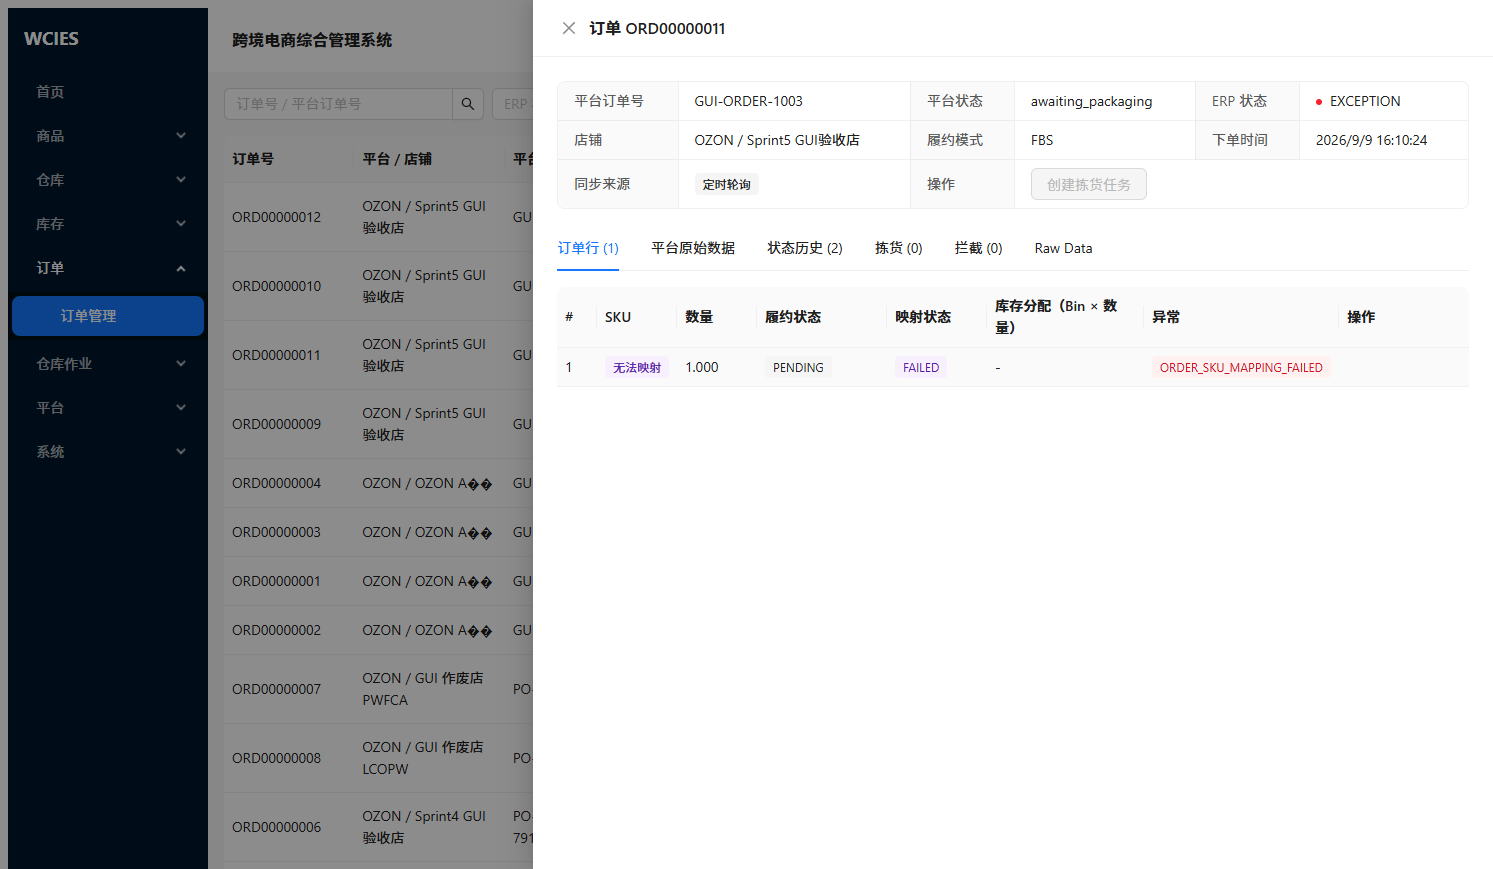 WCIES
首页
商品
仓库
库存
订单
订单管理
仓库作业
平台
系统
跨境电商综合管理系统
订单号 / 平台订单号
ERP
订单号 平台 / 店铺
ORD00000012 OZON / Sprint5 GUI
验收店 GU
ORD00000010 OZON / Sprint5 GUI
验收店 GU
ORD00000011 OZON / Sprint5 GUI
验收店 GU
ORD00000009 OZON / Sprint5 GUI
验收店 GU
ORD00000004 OZON / OZON A�� GU
ORD00000003 OZON / OZON A�� GU
ORD00000001 OZON / OZON A�� GU
ORD00000002 OZON / OZON A�� GU
ORD00000007 OZON / GUI 作废店
PWFCA PO
ORD00000008 OZON / GUI 作废店
LCOPW PO
ORD00000006 OZON / Sprint4 GUI PO
验收店 791
订单 ORD00000011
平台订单号 GUI-ORDER-1003 平台状态 awaiting_packaging ERP 状态 EXCEPTION
店铺 OZON / Sprint5 GUI验收店 履约模式 FBS 下单时间 2026/9/9 16:10:24
同步来源 定时轮询 操作 创建拣货任务
订单行 (1) 平台原始数据 状态历史 (2) 拣货 (0) 拦截 (0) Raw Data
# SKU 数量 履约状态 映射状态 库存分配（Bin × 数
量） 异常 操作
1 无法映射 1.000 PENDING FAILED - ORDER_SKU_MAPPING_FAILED